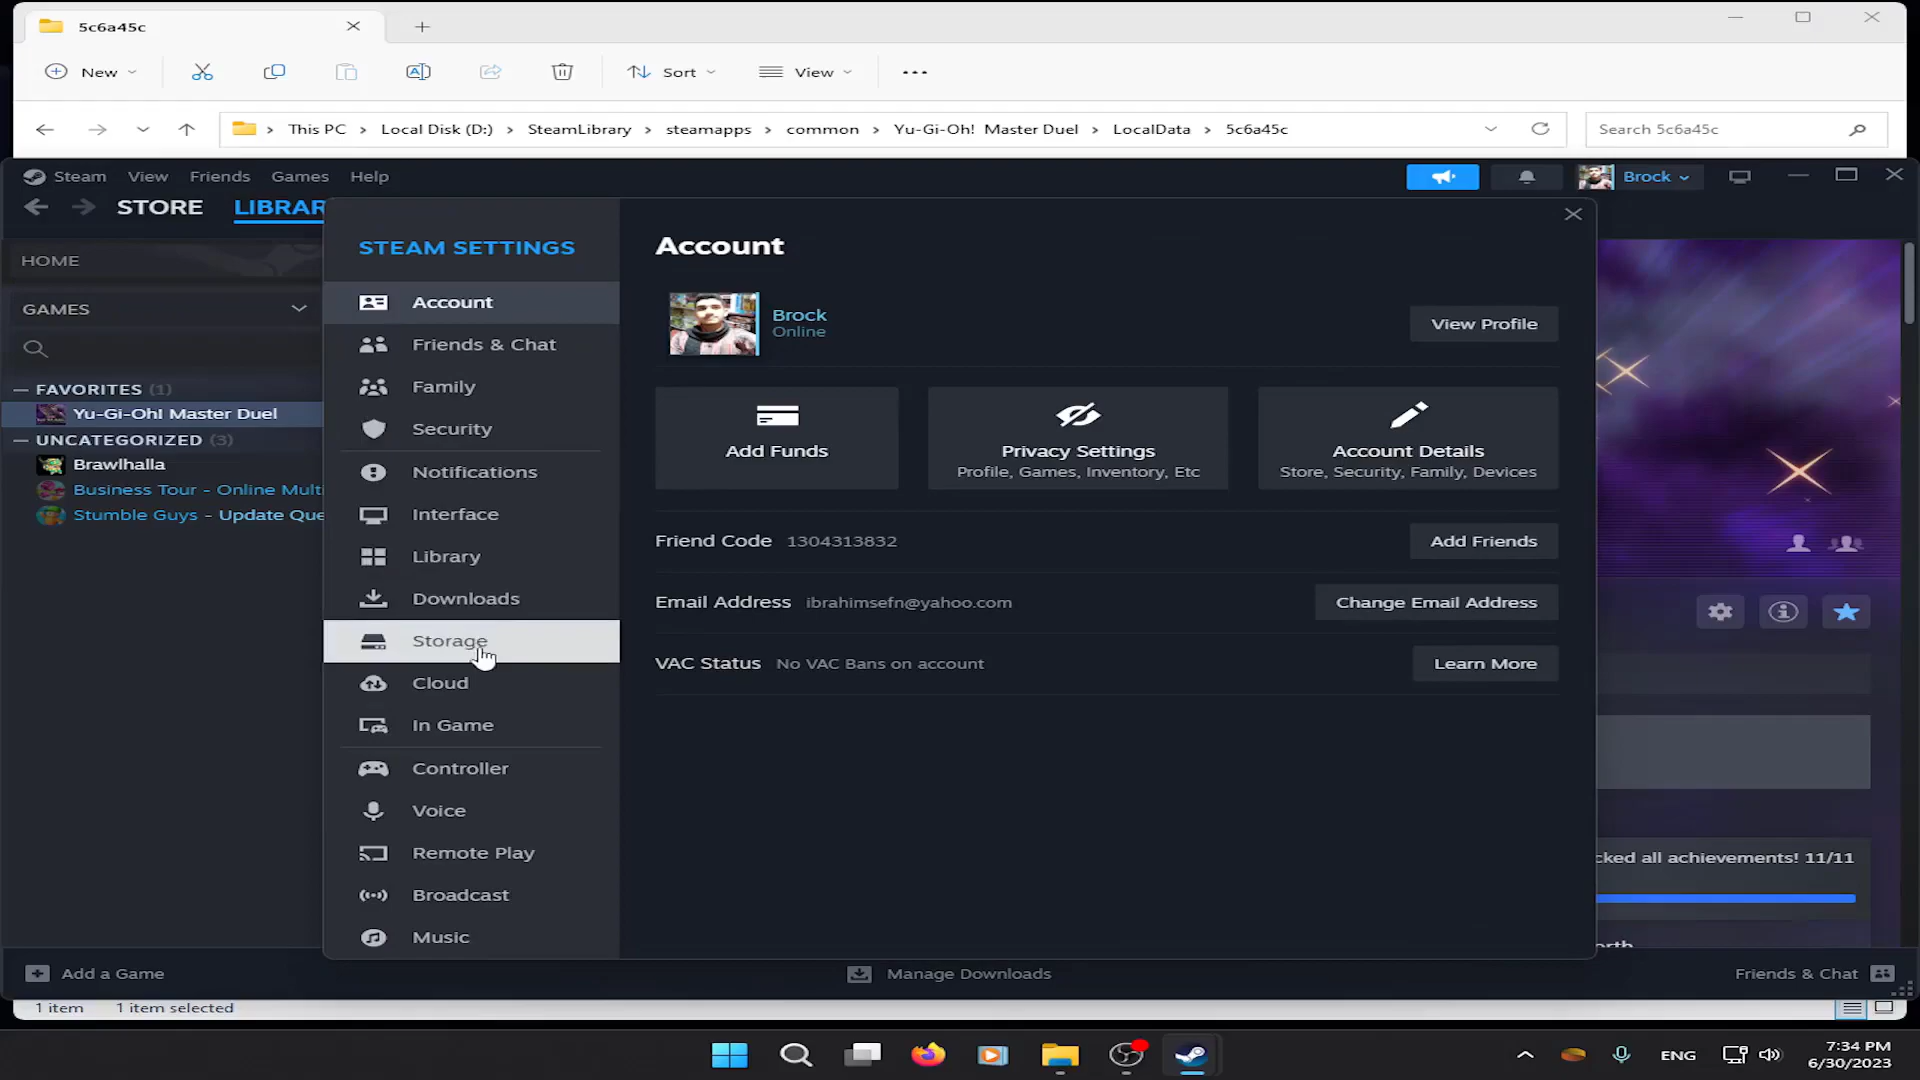 5c6a45c
New
Sort
View
This PC > Local Disk (D:) > SteamLibrary > steamapps > common > Yu-Gi-Oh!  Master Duel > LocalData > 5c6a45c
Search 5c6a45c
Steam View Friends Games Help
Brock
STORE LIBRAR
HOME
GAMES
FAVORITES (1)
Yu-Gi-Oh! Master Duel
UNCATEGORIZED (3)
Brawlhalla
Business Tour - Online Multi
Stumble Guys - Update Que
STEAM SETTINGS
Account
Friends & Chat
Family
Security
Notifications
Interface
Library
Downloads
Storage
Cloud
In Game
Controller
Voice
Remote Play
Broadcast
Music
Account
Brock
Online
View Profile
Add Funds
Privacy Settings
Profile, Games, Inventory, Etc
Account Details
Store, Security, Family, Devices
Friend Code 1304313832
Add Friends
Email Address ibrahimsefn@yahoo.com
Change Email Address
VAC Status No VAC Bans on account
Learn More
cked all achievements! 11/11
Add a Game
Manage Downloads
Friends & Chat
1 item 1 item selected
ENG
7:34 PM
6/30/2023